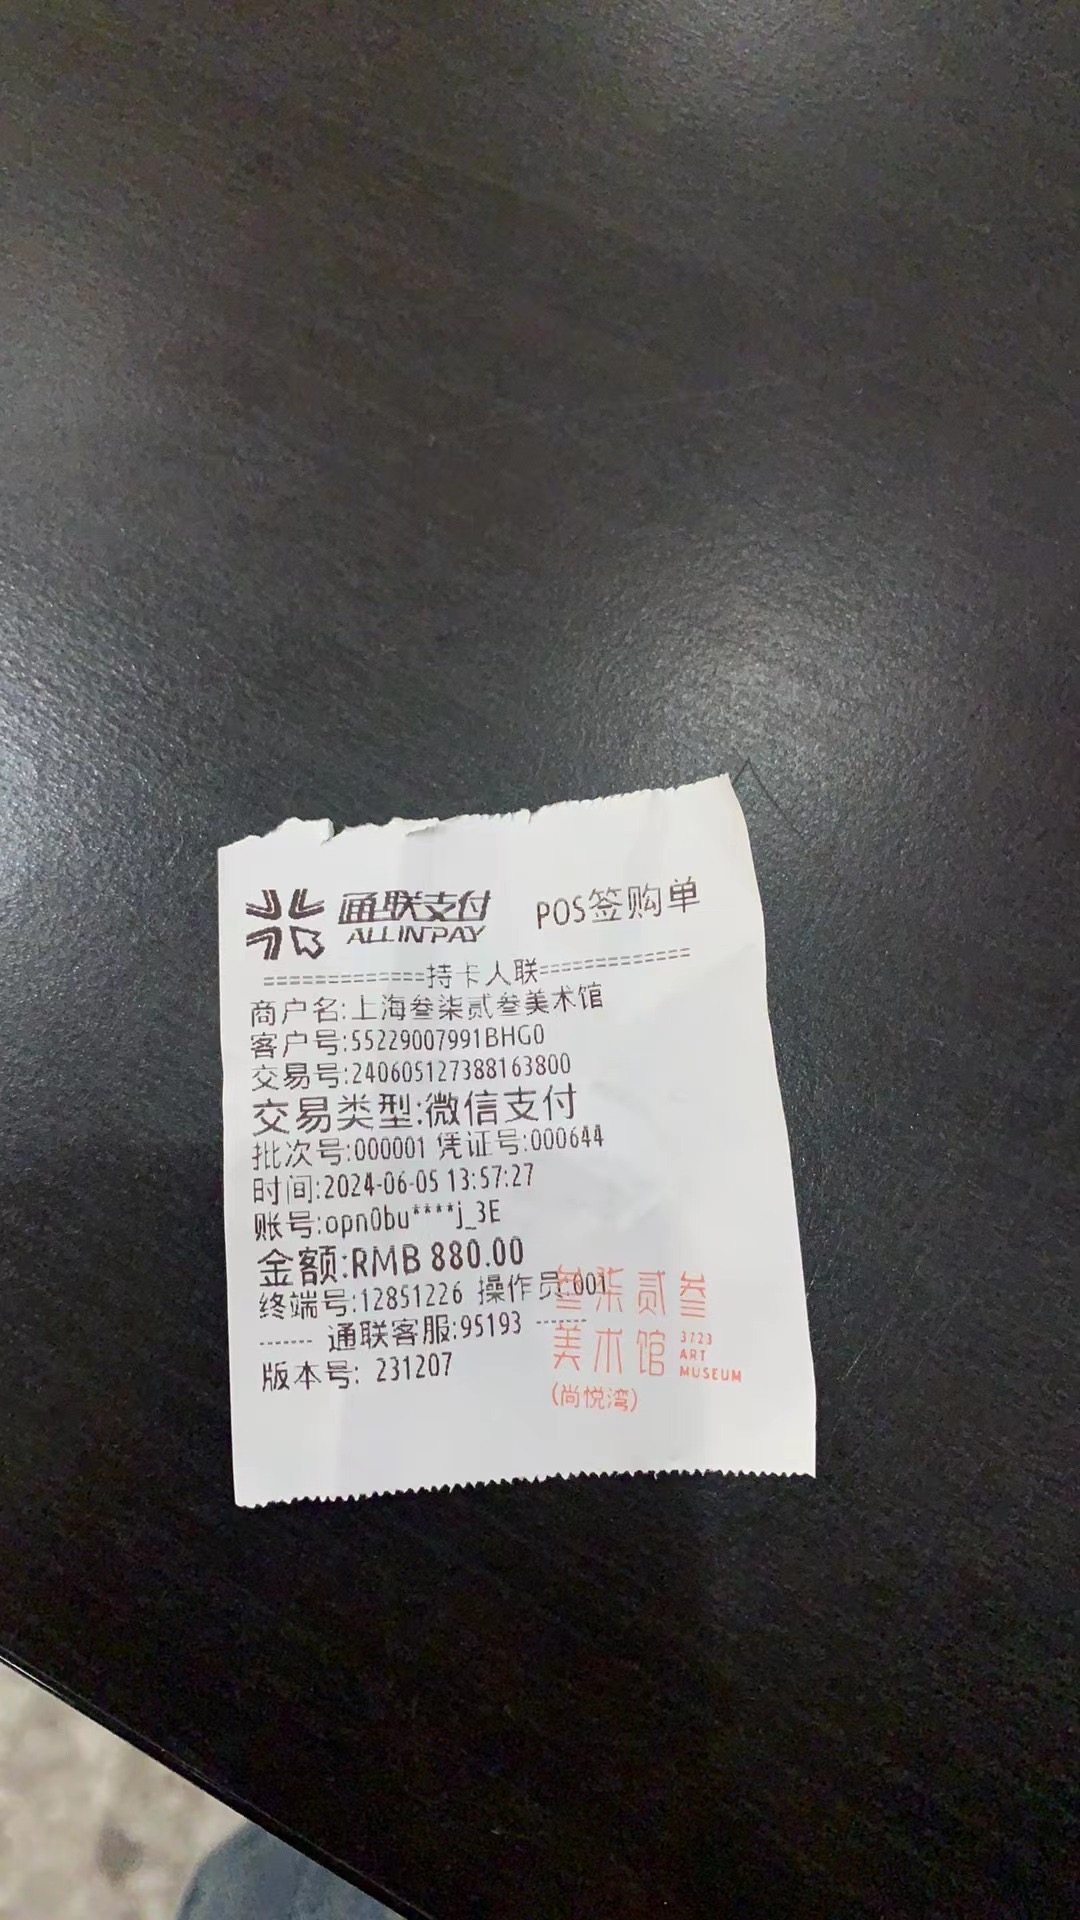 通联支付 POS签购单
ALLINPAY
=============持卡人联=============
商户名:上海叁柒贰叁美术馆
客户号:55229007991BHG0
交易号:240605127388163800
交易类型:微信支付
批次号:000001 凭证号:000644
时间:2024-06-05 13:57:27
账号:opn0bu****j_3E
金额:RMB 880.00
终端号:12851226 操作员:001
------ 通联客服:95193 ------
版本号: 231207
叁柒贰叁
美术馆
3723
ART
MUSEUM
(尚悦湾)